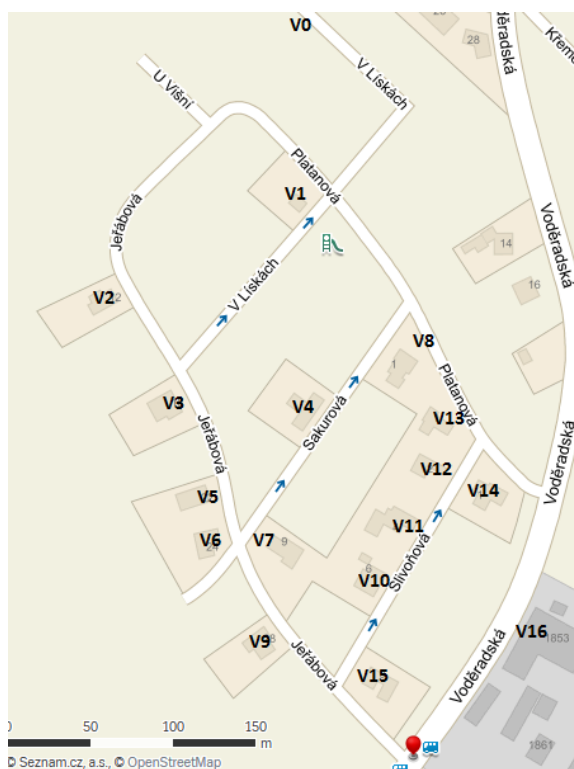 V0
28
Voděradská
Křemo
V Lískách
U Višní
Platanová
V1
Jeřábová
Voděradská
14
V Lískách
V2
16
V8
1
Platanová
V3
V4
Sakurová
Jeřábová
V13
V12
V14
Voděradská
V5
V11
V6
24
V7
9
6
V10
Slivoňová
V9
8
Jeřábová
V15
V16
1853
Voděradská
1861
0 50 100 150
m
© Seznam.cz, a.s., © OpenStreetMap